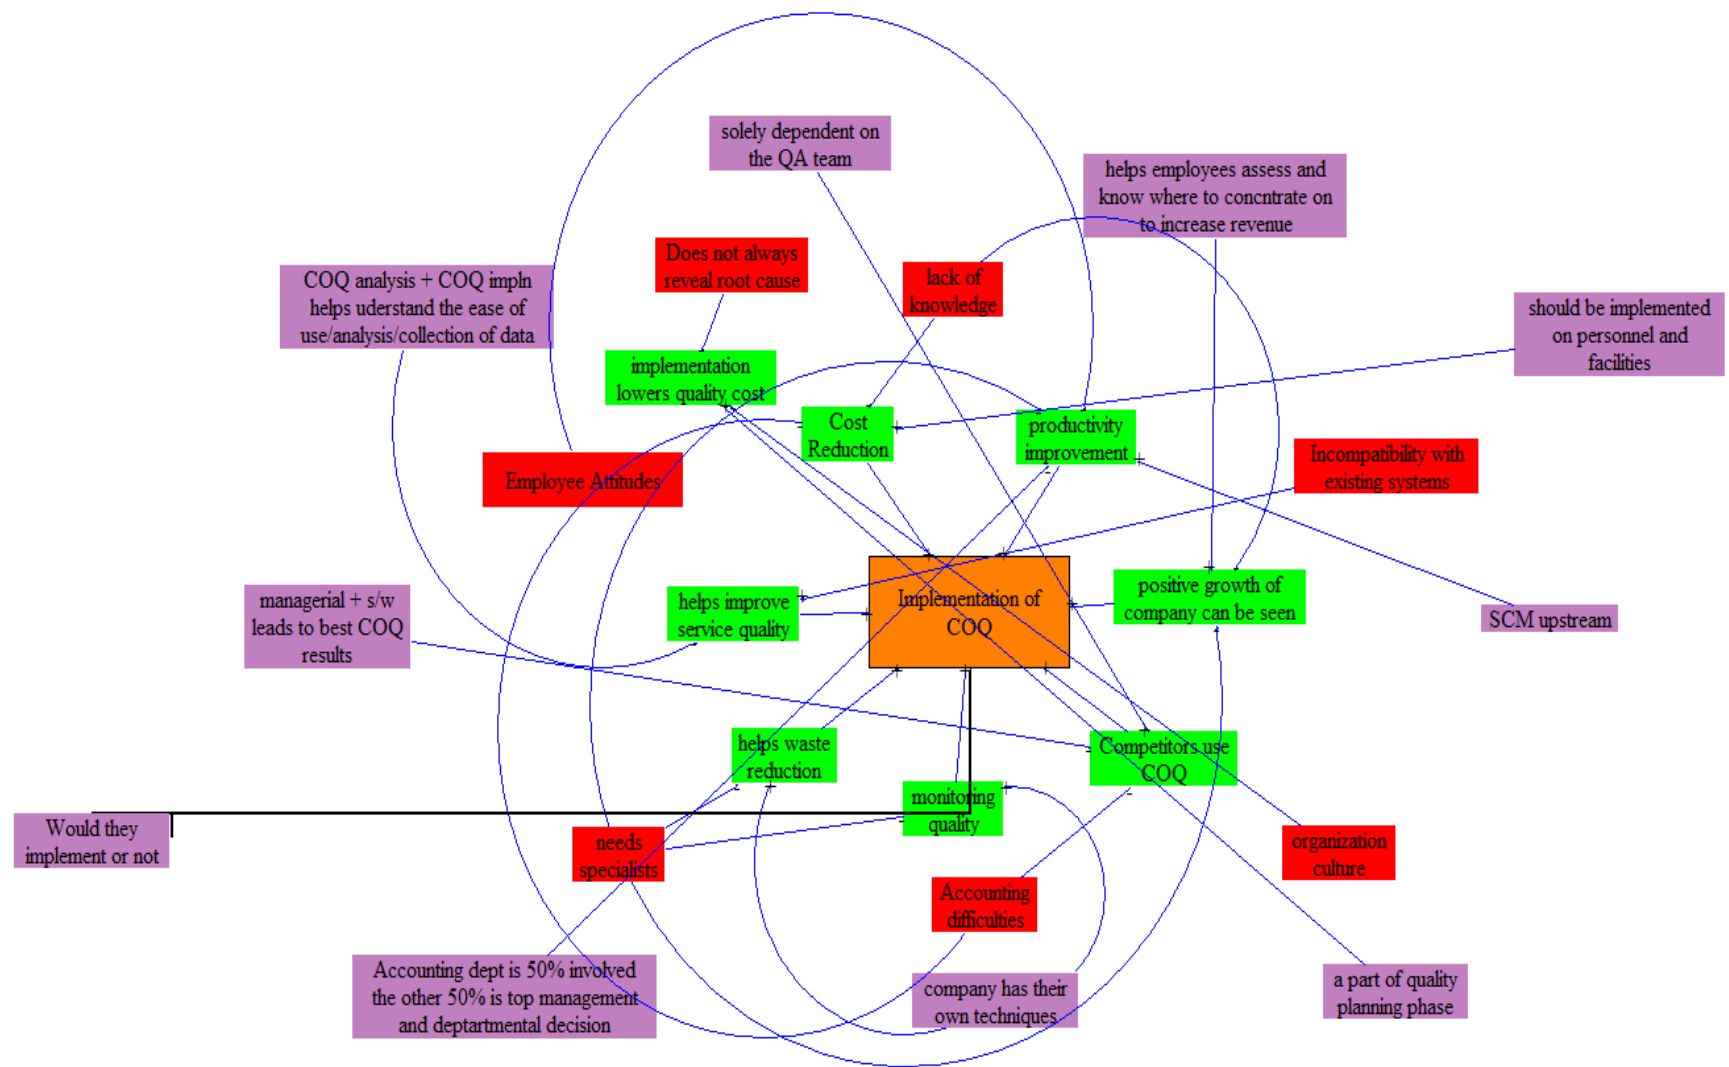 solely dependent on
the QA team
helps employees assess and
know where to concntrate on
to increase revenue
Does not always
reveal root cause
lack of
knowledge
COQ analysis + COQ impln
helps uderstand the ease of
use/analysis/collection of data
should be implemented
on personnel and
facilities
implementation
lowers quality cost
Cost
Reduction
productivity
improvement
Incompatibility with
existing systems
Employee Attitudes
helps improve
service quality
Implementation of
COQ
positive growth of
company can be seen
SCM upstream
managerial + s/w
leads to best COQ
results
helps waste
reduction
Competitors use
COQ
monitoring
quality
Would they
implement or not
needs
specialists
organization
culture
Accounting
difficulties
Accounting dept is 50% involved
the other 50% is top management
and deptartmental decision
company has their
own techniques
a part of quality
planning phase